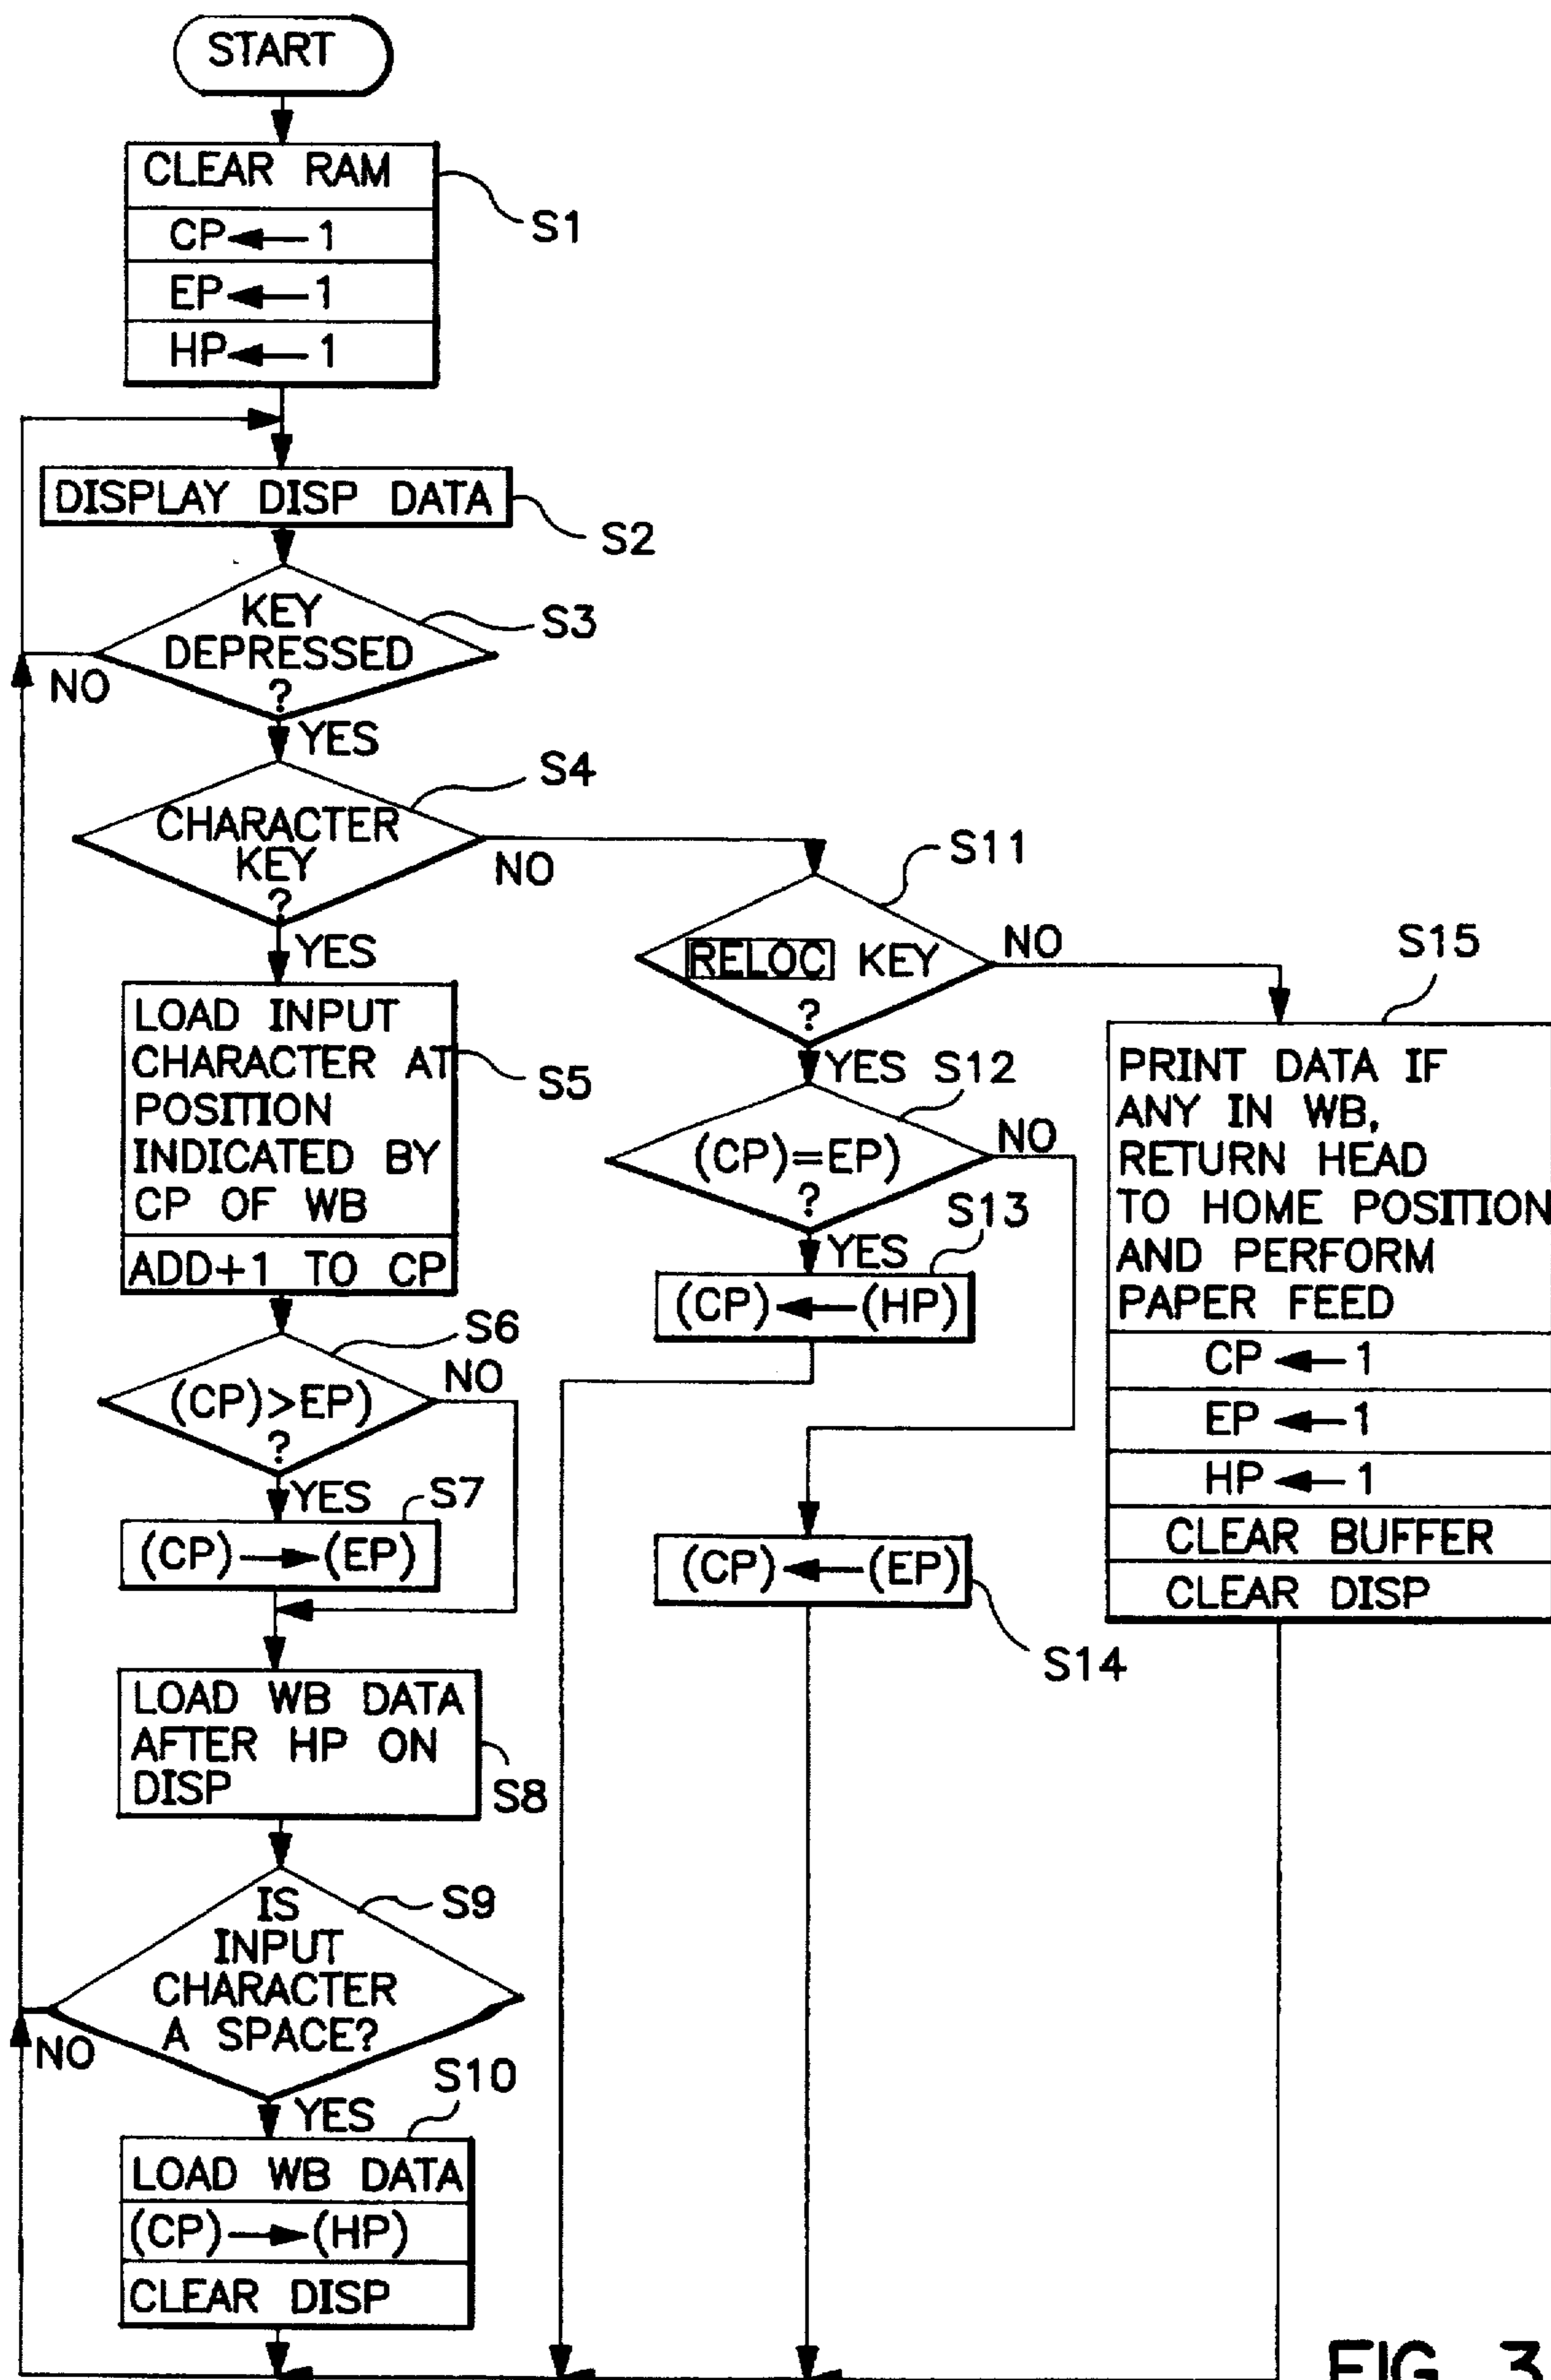 START
CLEAR RAM
CP ← 1
EP ← 1
HP ← 1
S1
DISPLAY DISP DATA
S2
KEY
DEPRESSED
?
S3
NO
YES
CHARACTER
KEY
?
S4
NO
YES
LOAD INPUT
CHARACTER AT
POSITION
INDICATED BY
CP OF WB
ADD+1 TO CP
S5
(CP)>EP)
?
S6
NO
YES
S7
(CP) → (EP)
LOAD WB DATA
AFTER HP ON
DISP
S8
IS
INPUT
CHARACTER
A SPACE?
S9
NO
YES
S10
LOAD WB DATA
(CP) → (HP)
CLEAR DISP
S11
RELOC KEY
?
NO
YES
S12
(CP)=EP)
?
NO
YES
S13
(CP) ← (HP)
(CP) ← (EP)
S14
S15
PRINT DATA IF
ANY IN WB,
RETURN HEAD
TO HOME POSITION
AND PERFORM
PAPER FEED
CP ← 1
EP ← 1
HP ← 1
CLEAR BUFFER
CLEAR DISP
FIG. 3